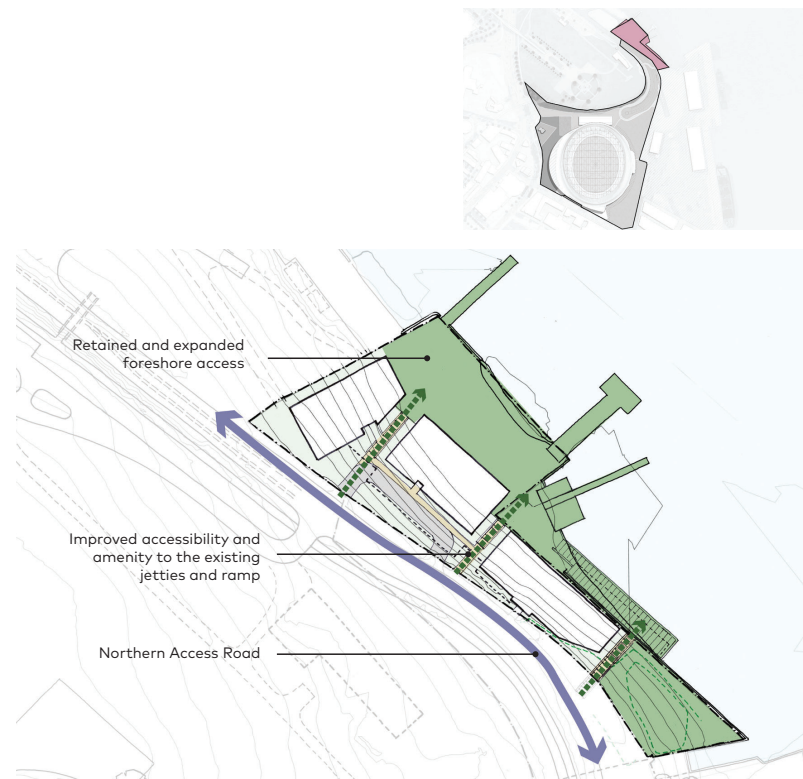 Retained and expanded
foreshore access
Improved accessibility and
amenity to the existing
jetties and ramp
Northern Access Road